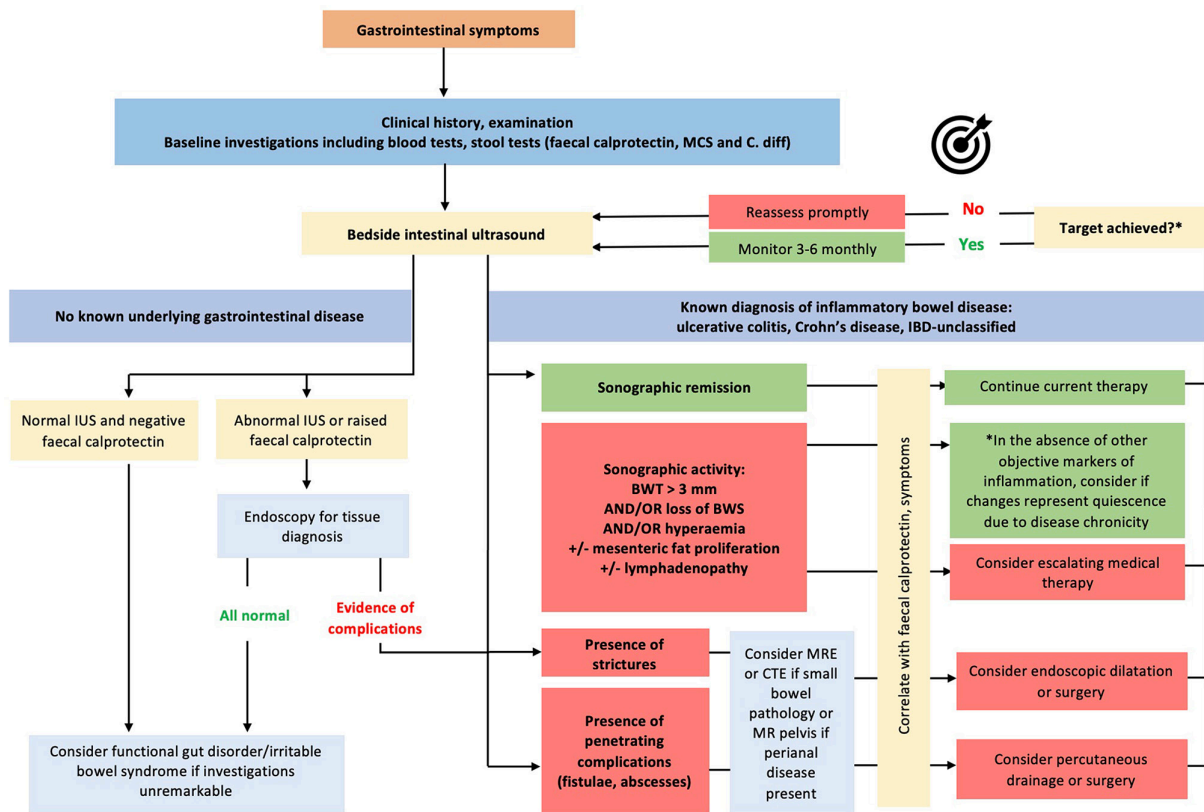 Gastrointestinal symptoms
Clinical history, examination
Baseline investigations including blood tests, stool tests (faecal calprotectin, MCS and C. diff)
Bedside intestinal ultrasound
Reassess promptly
No
Monitor 3-6 monthly
Yes
Target achieved?*
No known underlying gastrointestinal disease
Known diagnosis of inflammatory bowel disease:
ulcerative colitis, Crohn's disease, IBD-unclassified
Normal IUS and negative
faecal calprotectin
Abnormal IUS or raised
faecal calprotectin
Endoscopy for tissue
diagnosis
All normal
Evidence of
complications
Consider functional gut disorder/irritable
bowel syndrome if investigations
unremarkable
Sonographic remission
Sonographic activity:
BWT > 3 mm
AND/OR loss of BWS
AND/OR hyperaemia
+/- mesenteric fat proliferation
+/- lymphadenopathy
Presence of
strictures
Presence of
penetrating
complications
(fistulae, abscesses)
Consider MRE
or CTE if small
bowel
pathology or
MR pelvis if
perianal
disease
present
Correlate with faecal calprotectin, symptoms
Continue current therapy
*In the absence of other
objective markers of
inflammation, consider if
changes represent quiescence
due to disease chronicity
Consider escalating medical
therapy
Consider endoscopic dilatation
or surgery
Consider percutaneous
drainage or surgery